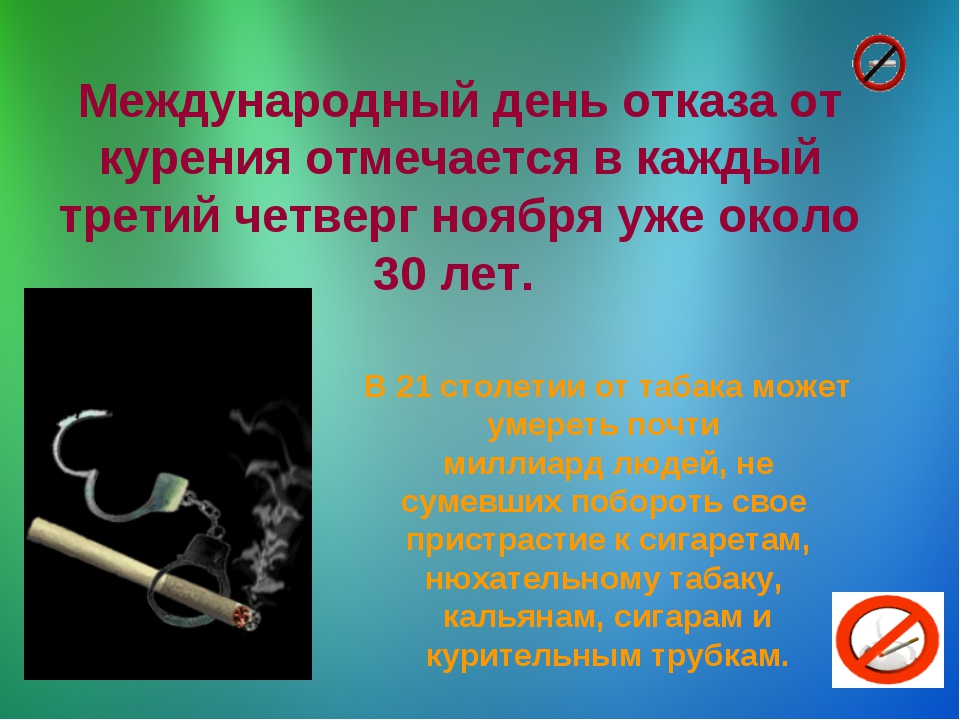 Международный день отказа от
курения отмечается в каждый
третий четверг ноября уже около
30 лет.
В 21 столетии от табака может
умереть почти
миллиард людей, не
сумевших побороть свое
пристрастие к сигаретам,
нюхательному табаку,
кальянам, сигарам и
курительным трубкам.